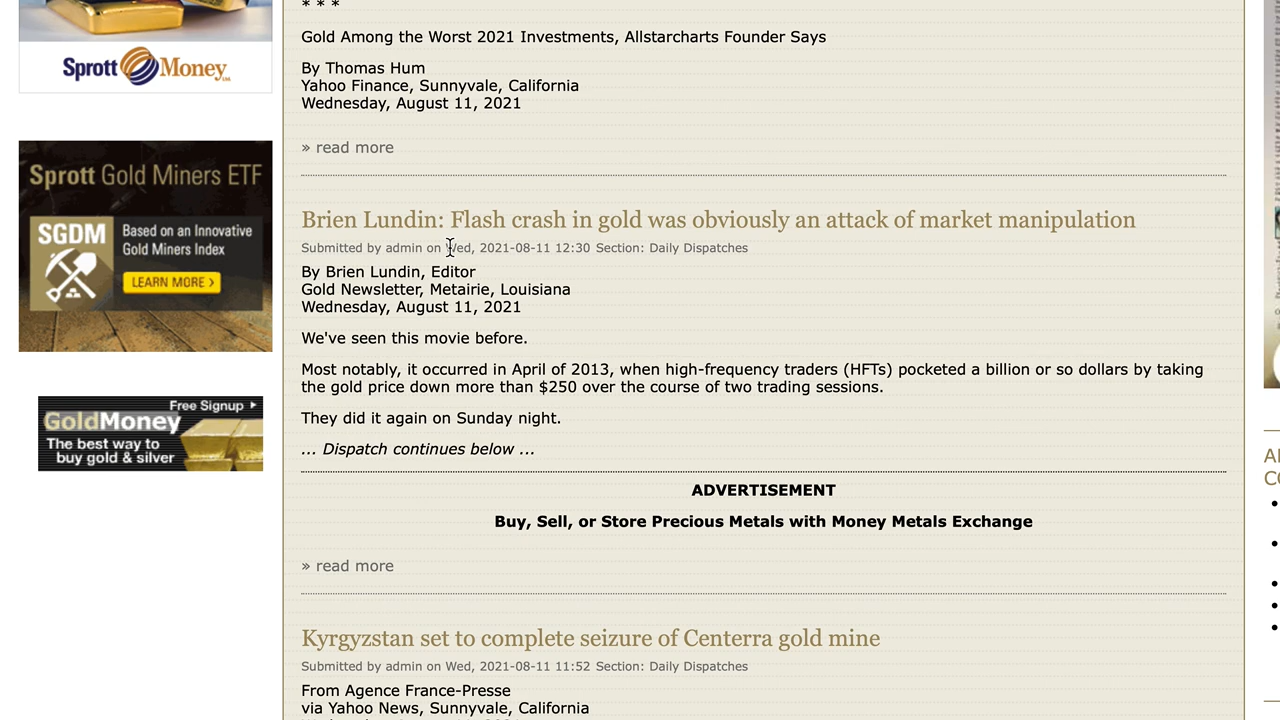 Sprott Money LTD.
Sprott Gold Miners ETF
SGDM
Based on an Innovative
Gold Miners Index
LEARN MORE >
Free Signup
GoldMoney
The best way to
buy gold & silver
* * *
Gold Among the Worst 2021 Investments, Allstarcharts Founder Says
By Thomas Hum
Yahoo Finance, Sunnyvale, California
Wednesday, August 11, 2021
» read more
Brien Lundin: Flash crash in gold was obviously an attack of market manipulation
Submitted by admin on Wed, 2021-08-11 12:30 Section: Daily Dispatches
By Brien Lundin, Editor
Gold Newsletter, Metairie, Louisiana
Wednesday, August 11, 2021
We've seen this movie before.
Most notably, it occurred in April of 2013, when high-frequency traders (HFTs) pocketed a billion or so dollars by taking
the gold price down more than $250 over the course of two trading sessions.
They did it again on Sunday night.
... Dispatch continues below ...
ADVERTISEMENT
Buy, Sell, or Store Precious Metals with Money Metals Exchange
» read more
Kyrgyzstan set to complete seizure of Centerra gold mine
Submitted by admin on Wed, 2021-08-11 11:52 Section: Daily Dispatches
From Agence France-Presse
via Yahoo News, Sunnyvale, California